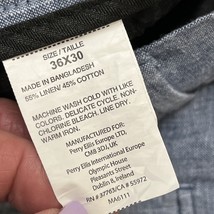 SIZE / TAILLE
36X30
MADE IN BANGLADESH
55% LINEN 45% COTTON
MACHINE WASH COLD WITH LIKE
COLORS. DELICATE CYCLE. NON-
CHLORINE BLEACH. LINE DRY.
WARM IRON.
Manufactured for:
Perry Ellis Europe LTD.
CM8 3DJ,UK
Perry Ellis Europe International
Olympic House
Pleasants Street
Dublin 8, Ireland
RN # 37763/CA # 55972
MA6111